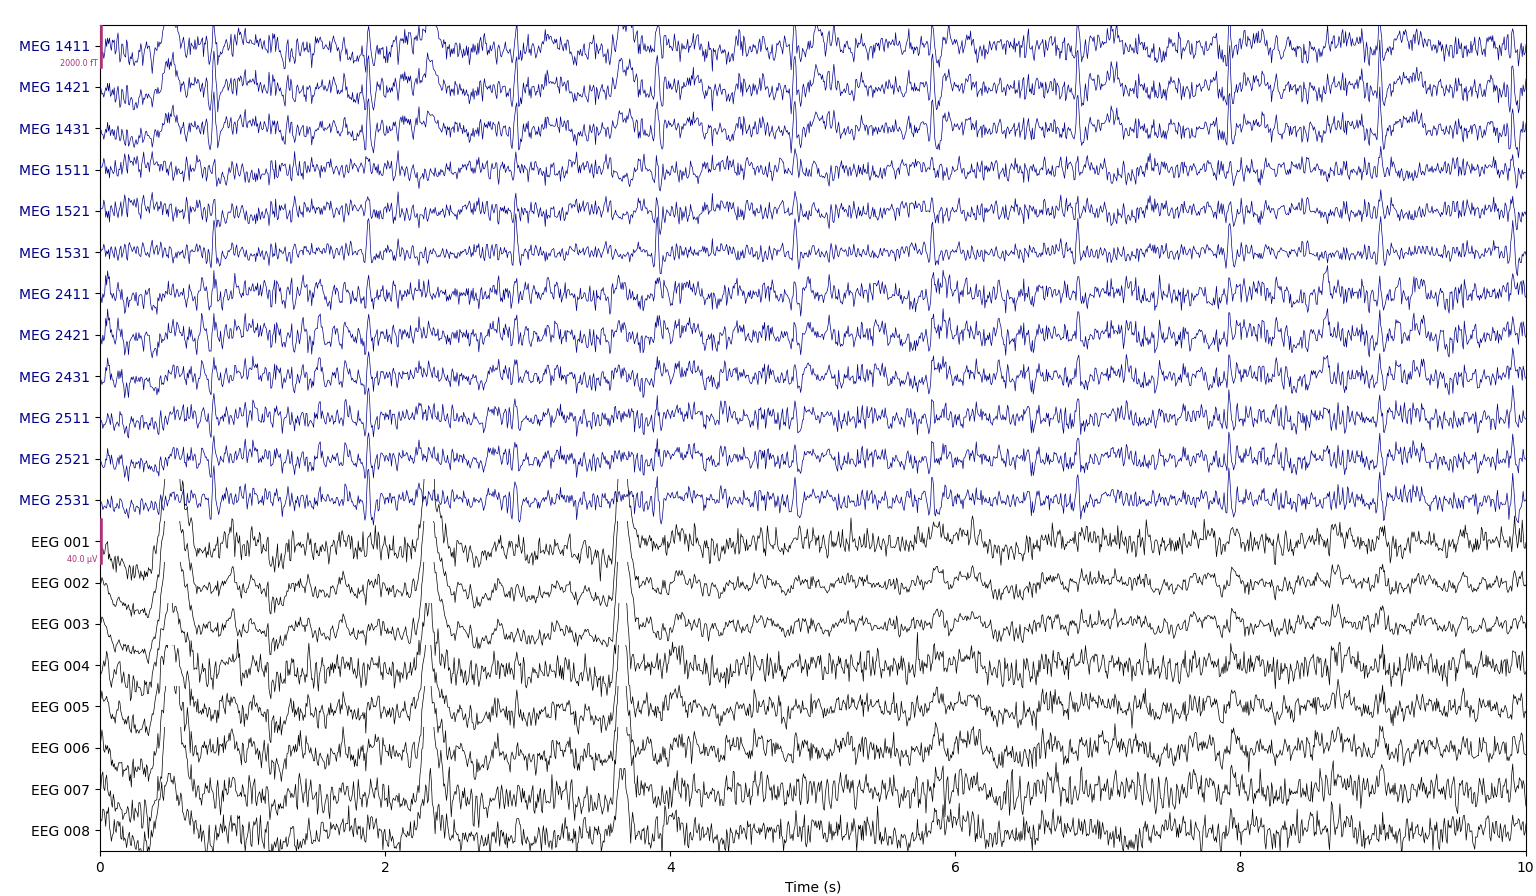 MEG 1411
2000.0 fT
MEG 1421
MEG 1431
MEG 1511
MEG 1521
MEG 1531
MEG 2411
MEG 2421
MEG 2431
MEG 2511
MEG 2521
MEG 2531
EEG 001
40.0 µV
EEG 002
EEG 003
EEG 004
EEG 005
EEG 006
EEG 007
EEG 008
0 2 4 6 8 10
Time (s)